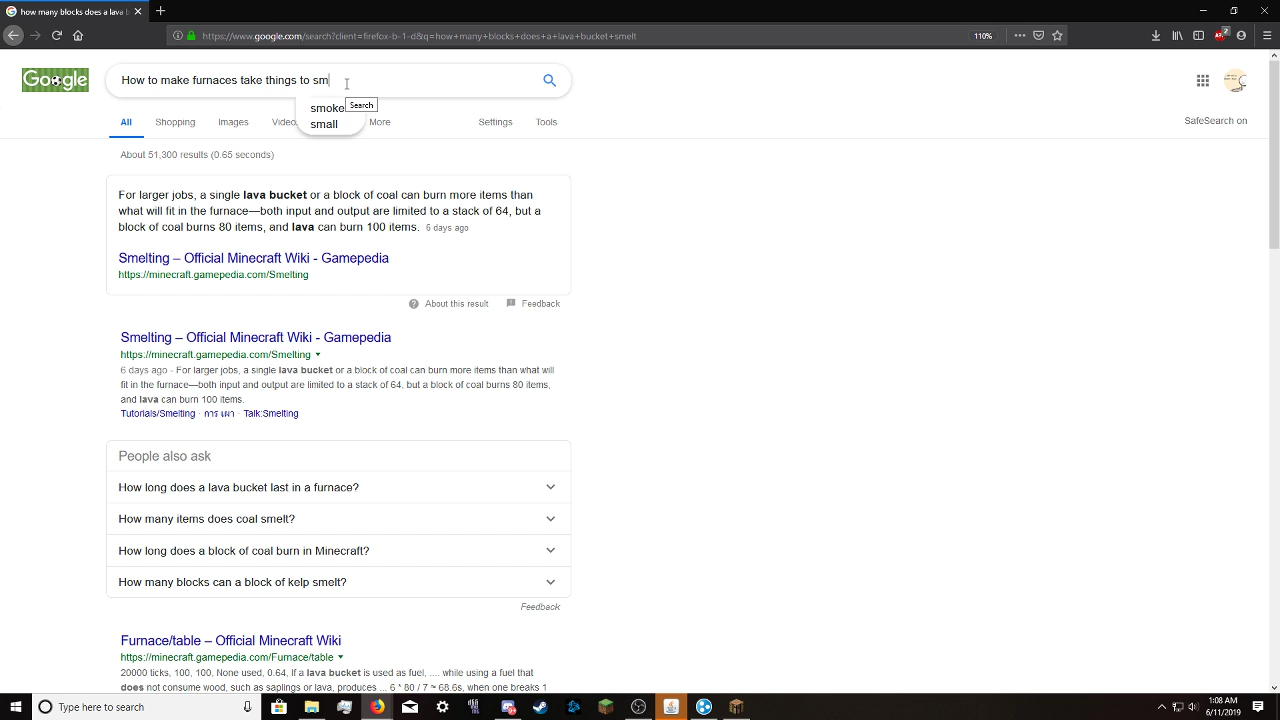 how many blocks does a lava b
https://www.google.com/search?client=firefox-b-1-d&q=how+many+blocks+does+a+lava+bucket+smelt
110%
2
Google
How to make furnaces take things to sm
Search
smoke
small
All
Shopping
Images
Videos
More
Settings
Tools
SafeSearch on
About 51,300 results (0.65 seconds)
For larger jobs, a single lava bucket or a block of coal can burn more items than
what will fit in the furnace—both input and output are limited to a stack of 64, but a
block of coal burns 80 items, and lava can burn 100 items. 6 days ago
Smelting – Official Minecraft Wiki - Gamepedia
https://minecraft.gamepedia.com/Smelting
About this result
Feedback
Smelting – Official Minecraft Wiki - Gamepedia
https://minecraft.gamepedia.com/Smelting
6 days ago - For larger jobs, a single lava bucket or a block of coal can burn more items than what will
fit in the furnace—both input and output are limited to a stack of 64, but a block of coal burns 80 items,
and lava can burn 100 items.
Tutorials/Smelting · การ เผา · Talk:Smelting
People also ask
How long does a lava bucket last in a furnace?
How many items does coal smelt?
How long does a block of coal burn in Minecraft?
How many blocks can a block of kelp smelt?
Feedback
Furnace/table – Official Minecraft Wiki
https://minecraft.gamepedia.com/Furnace/table
20000 ticks, 100, 100, None used, 0.64, If a lava bucket is used as fuel, .... while using a fuel that
does not consume wood, such as saplings or lava, produces ... 6 * 80 / 7 ~ 68.6s, when one breaks 1
Type here to search
1:08 AM
6/11/2019